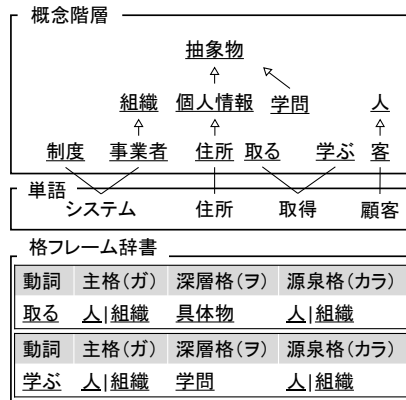 概念階層
抽象物
組織 個人情報 学問 人
制度 事業者 住所 取る 学ぶ 客
単語
システム 住所 取得 顧客
格フレーム辞書
動詞 主格(ガ) 深層格(ヲ) 源泉格(カラ)
取る 人|組織 具体物 人|組織
動詞 主格(ガ) 深層格(ヲ) 源泉格(カラ)
学ぶ 人|組織 学問 人|組織